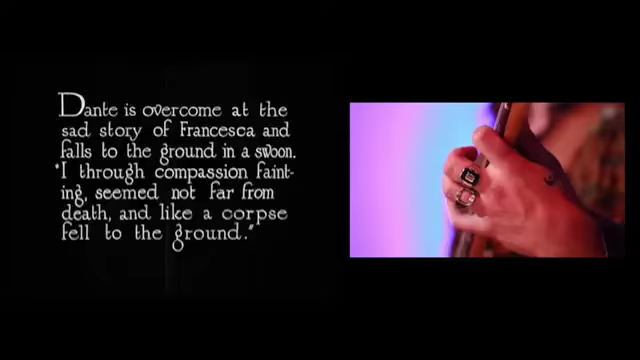 Dante is overcome at the
sad story of Francesca and
falls to the ground in a swoon.
"I through compassion faint-
ing, seemed not far from
death, and like a corpse
fell to the ground."